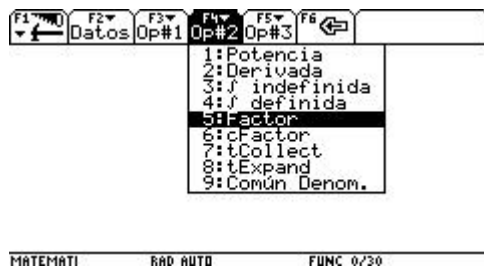 F1 F2 Datos F3 Op#1 F4 Op#2 F5 Op#3 F6
1:Potencia
2:Derivada
3:∫ indefinida
4:∫ definida
5:Factor
6:cFactor
7:tCollect
8:tExpand
9:Común Denom.
MATEMATI RAD AUTO FUNC 0/30